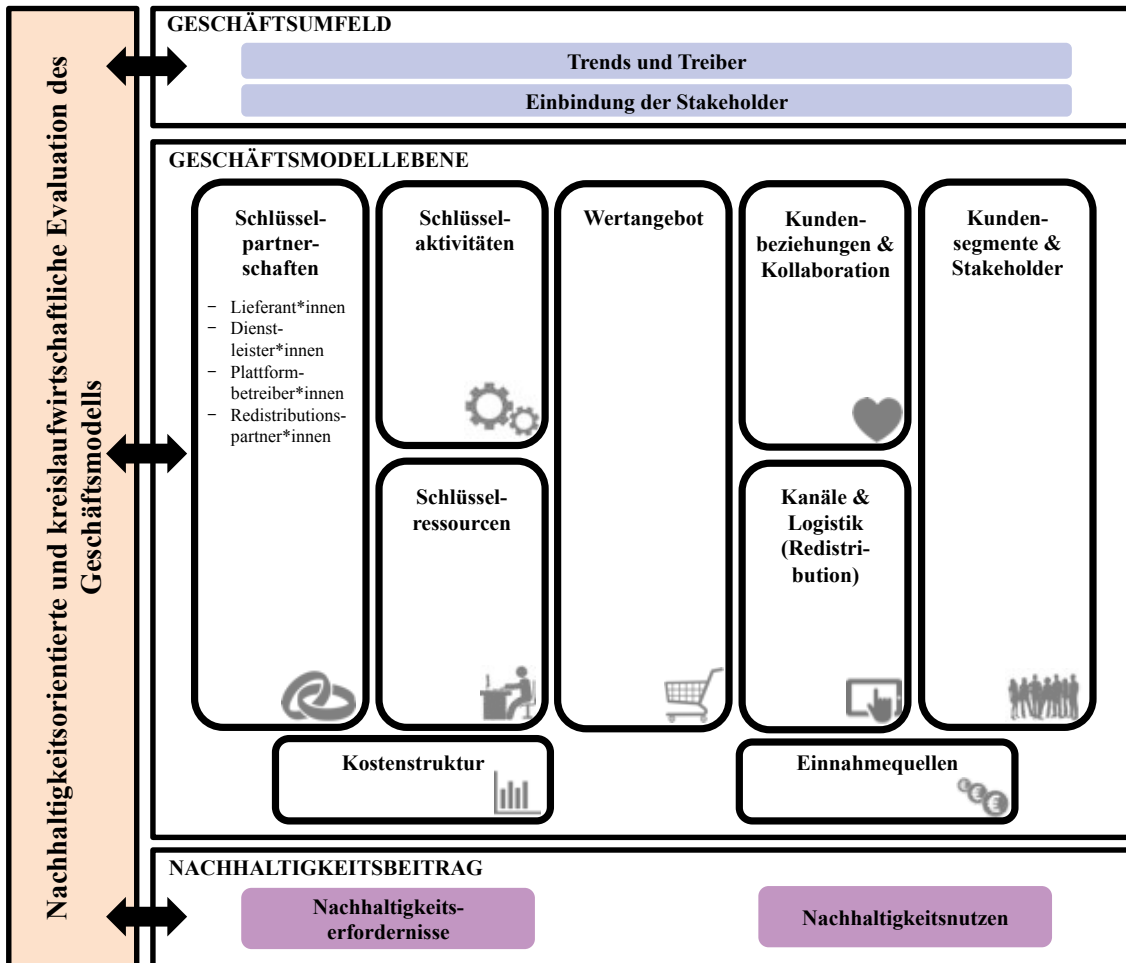 Nachhaltigkeitsorientierte und kreislaufwirtschaftliche Evaluation des
Geschäftsmodells
GESCHÄFTSUMFELD
Trends und Treiber
Einbindung der Stakeholder
GESCHÄFTSMODELLEBENE
Schlüssel-
partner-
schaften
– Lieferant*innen
– Dienst-
leister*innen
– Plattform-
betreiber*innen
– Redistributions-
partner*innen
Schlüssel-
aktivitäten
Schlüssel-
ressourcen
Wertangebot
Kunden-
beziehungen &
Kollaboration
Kanäle &
Logistik
(Redistri-
bution)
Kunden-
segmente &
Stakeholder
Kostenstruktur
Einnahmequellen
NACHHALTIGKEITSBEITRAG
Nachhaltigkeits-
erfordernisse
Nachhaltigkeitsnutzen